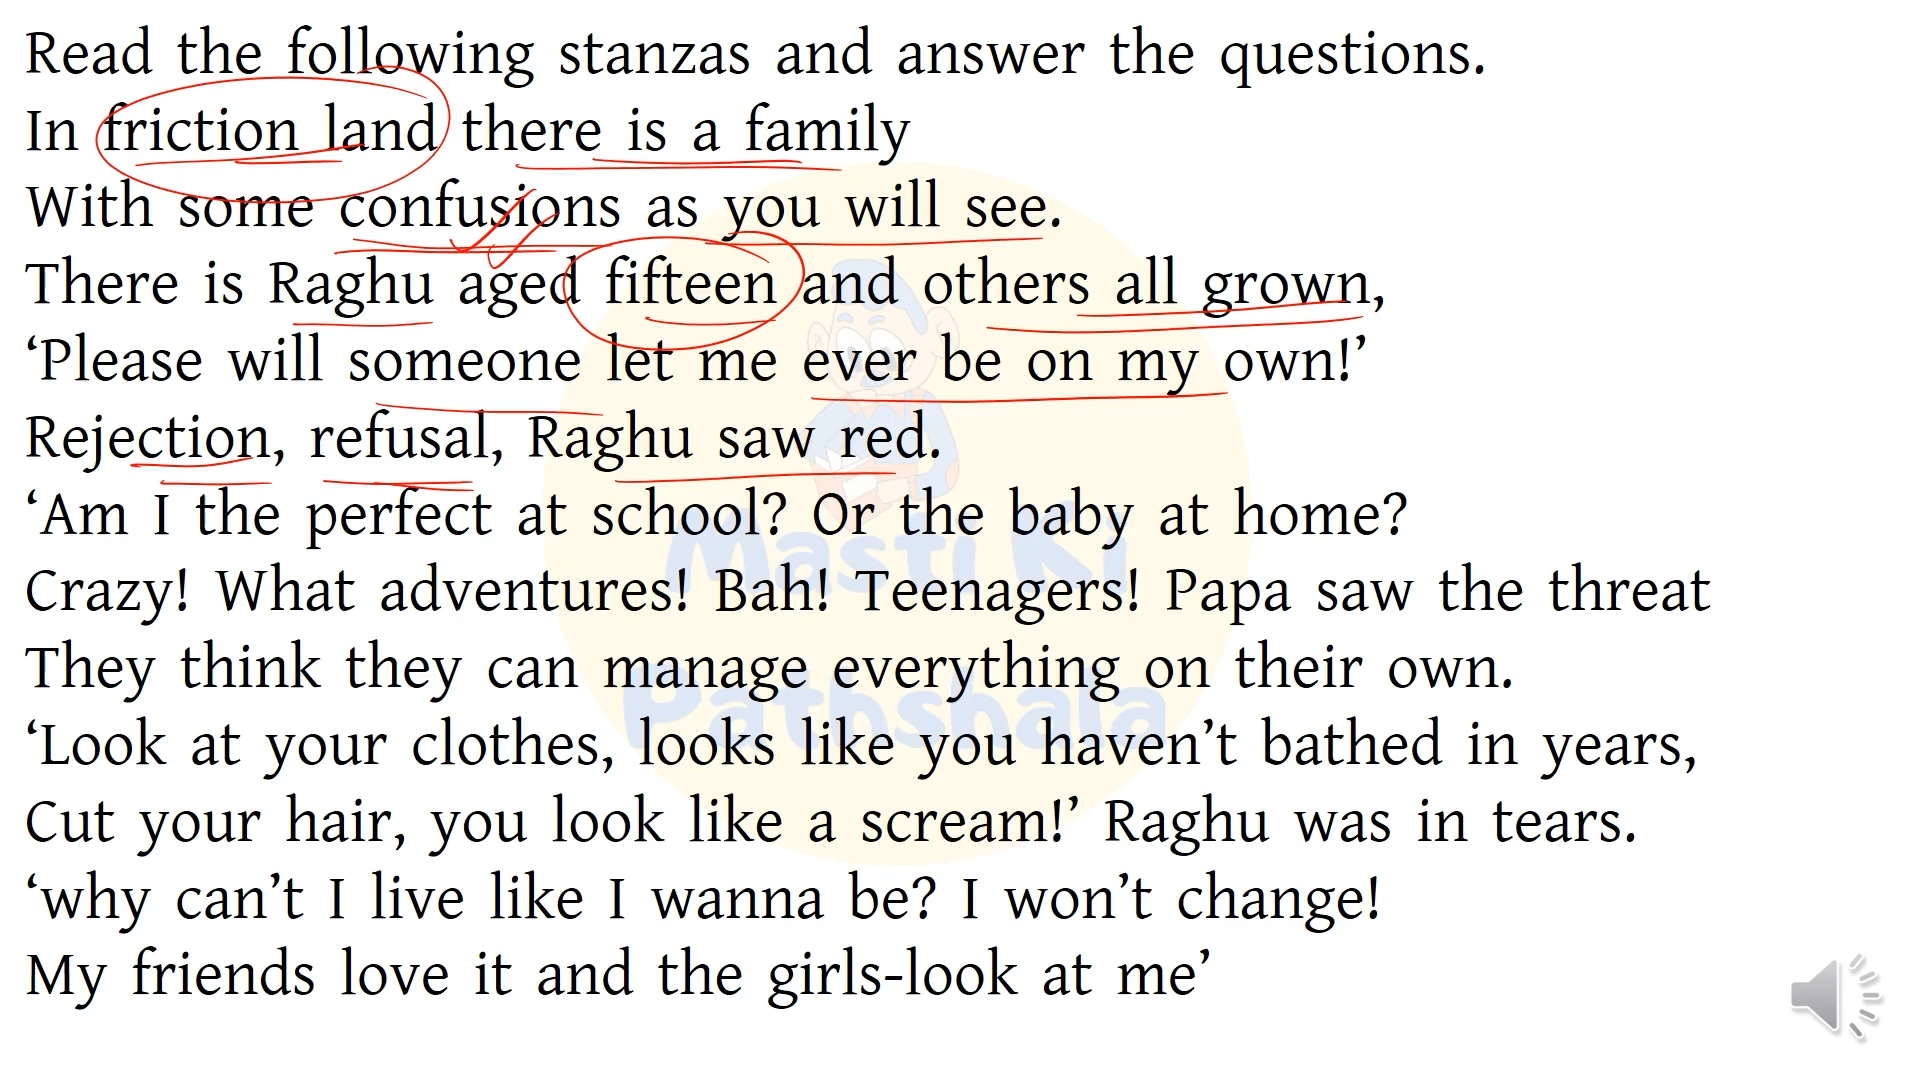 Read the following stanzas and answer the questions.
In friction land there is a family
With some confusions as you will see.
There is Raghu aged fifteen and others all grown,
‘Please will someone let me ever be on my own!’
Rejection, refusal, Raghu saw red.
‘Am I the perfect at school? Or the baby at home?
Crazy! What adventures! Bah! Teenagers! Papa saw the threat
They think they can manage everything on their own.
‘Look at your clothes, looks like you haven’t bathed in years,
Cut your hair, you look like a scream!’ Raghu was in tears.
‘why can’t I live like I wanna be? I won’t change!
My friends love it and the girls-look at me’
Masti Ki
Pathshala